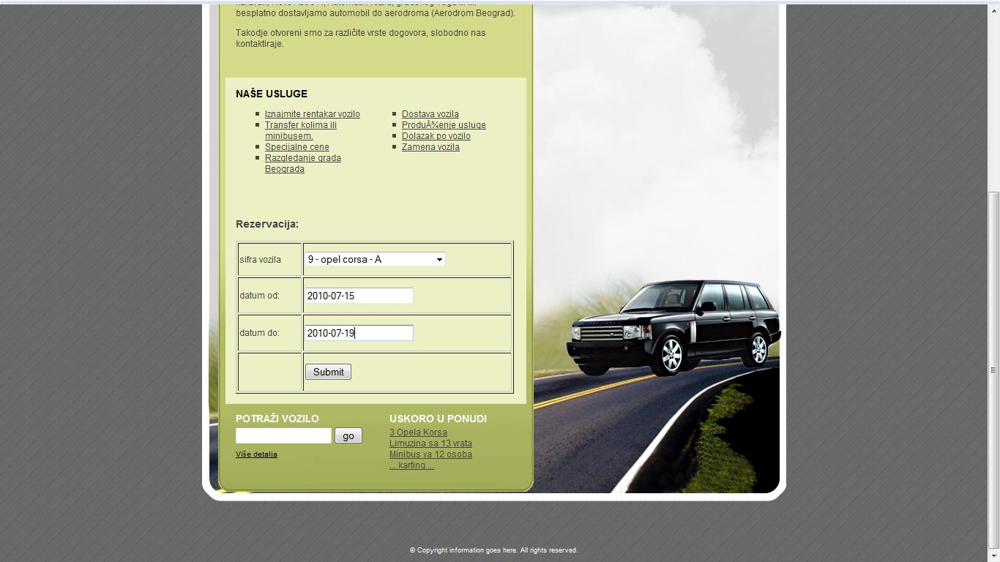 besplatno dostavljamo automobil do aerodroma (Aerodrom Beograd).
Takodje otvoreni smo za različite vrste dogovora, slobodno nas
kontaktiraje.
NAŠE USLUGE
Iznajmite rentakar vozilo
Transfer kolima ili
minibusem.
Specijalne cene
Razgledanje grada
Beograda
Dostava vozila
ProduÅ¾enje usluge
Dolazak po vozilo
Zamena vozila
Rezervacija:
sifra vozila 9 - opel corsa - A
datum od: 2010-07-15
datum do: 2010-07-19
Submit
POTRAŽI VOZILO
go
Više detalja
USKORO U PONUDI
3 Opela Korsa
Limuzina sa 13 vrata
Minibus ya 12 osoba
... karting ...
© Copyright information goes here. All rights reserved.